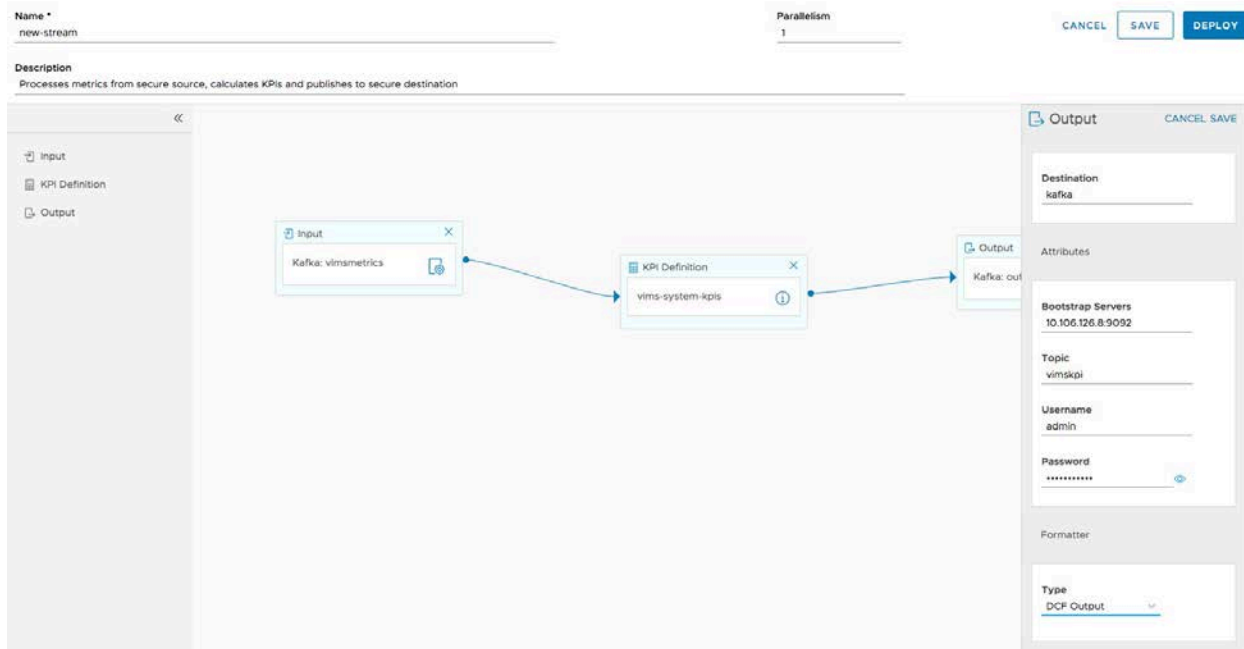 Name *
new-stream
Parallelism
1
CANCEL
SAVE
DEPLOY
Description
Processes metrics from secure source, calculates KPIs and publishes to secure destination
Input
KPI Definition
Output
Input
Kafka: vimsmetrics
KPI Definition
vims-system-kpis
Output
Kafka: out
Output
CANCEL SAVE
Destination
kafka
Attributes
Bootstrap Servers
10.106.126.8:9092
Topic
vimskpi
Username
admin
Password
•••••••••••
Formatter
Type
DCF Output